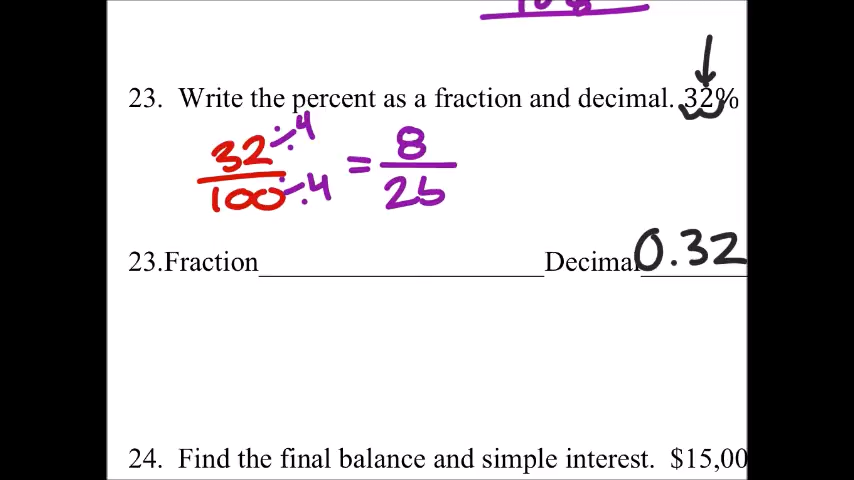 23. Write the percent as a fraction and decimal. 32%
32/100 ÷4 ÷4 = 8/25
23.Fraction______________________Decimal 0.32
24. Find the final balance and simple interest. $15,00